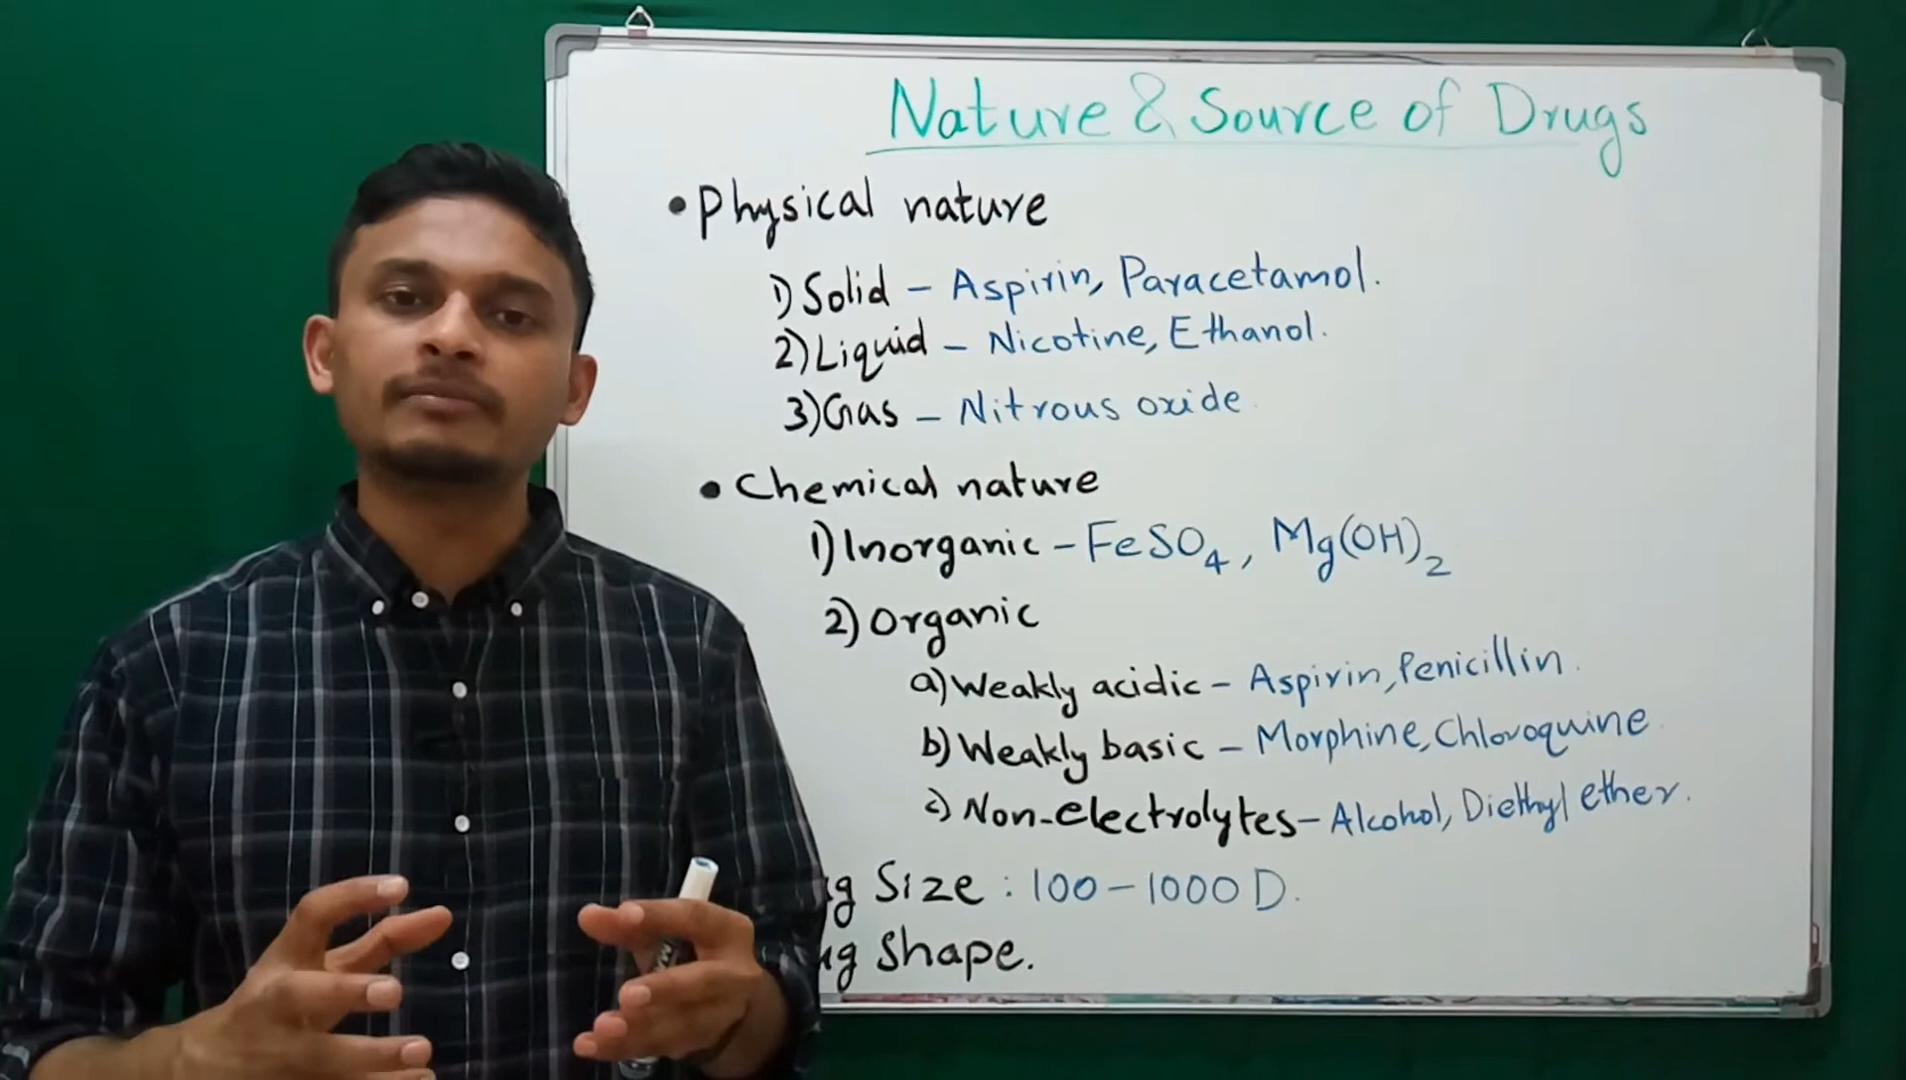 Nature & Source of Drugs
• Physical nature
1) Solid – Aspirin, Paracetamol.
2) Liquid – Nicotine, Ethanol.
3) Gas – Nitrous oxide
• Chemical nature
1) Inorganic – FeSO4, Mg(OH)2
2) Organic
a) Weakly acidic – Aspirin, Penicillin.
b) Weakly basic – Morphine, Chloroquine
c) Non-electrolytes – Alcohol, Diethyl ether.
Size : 100 – 1000 D.
Shape.